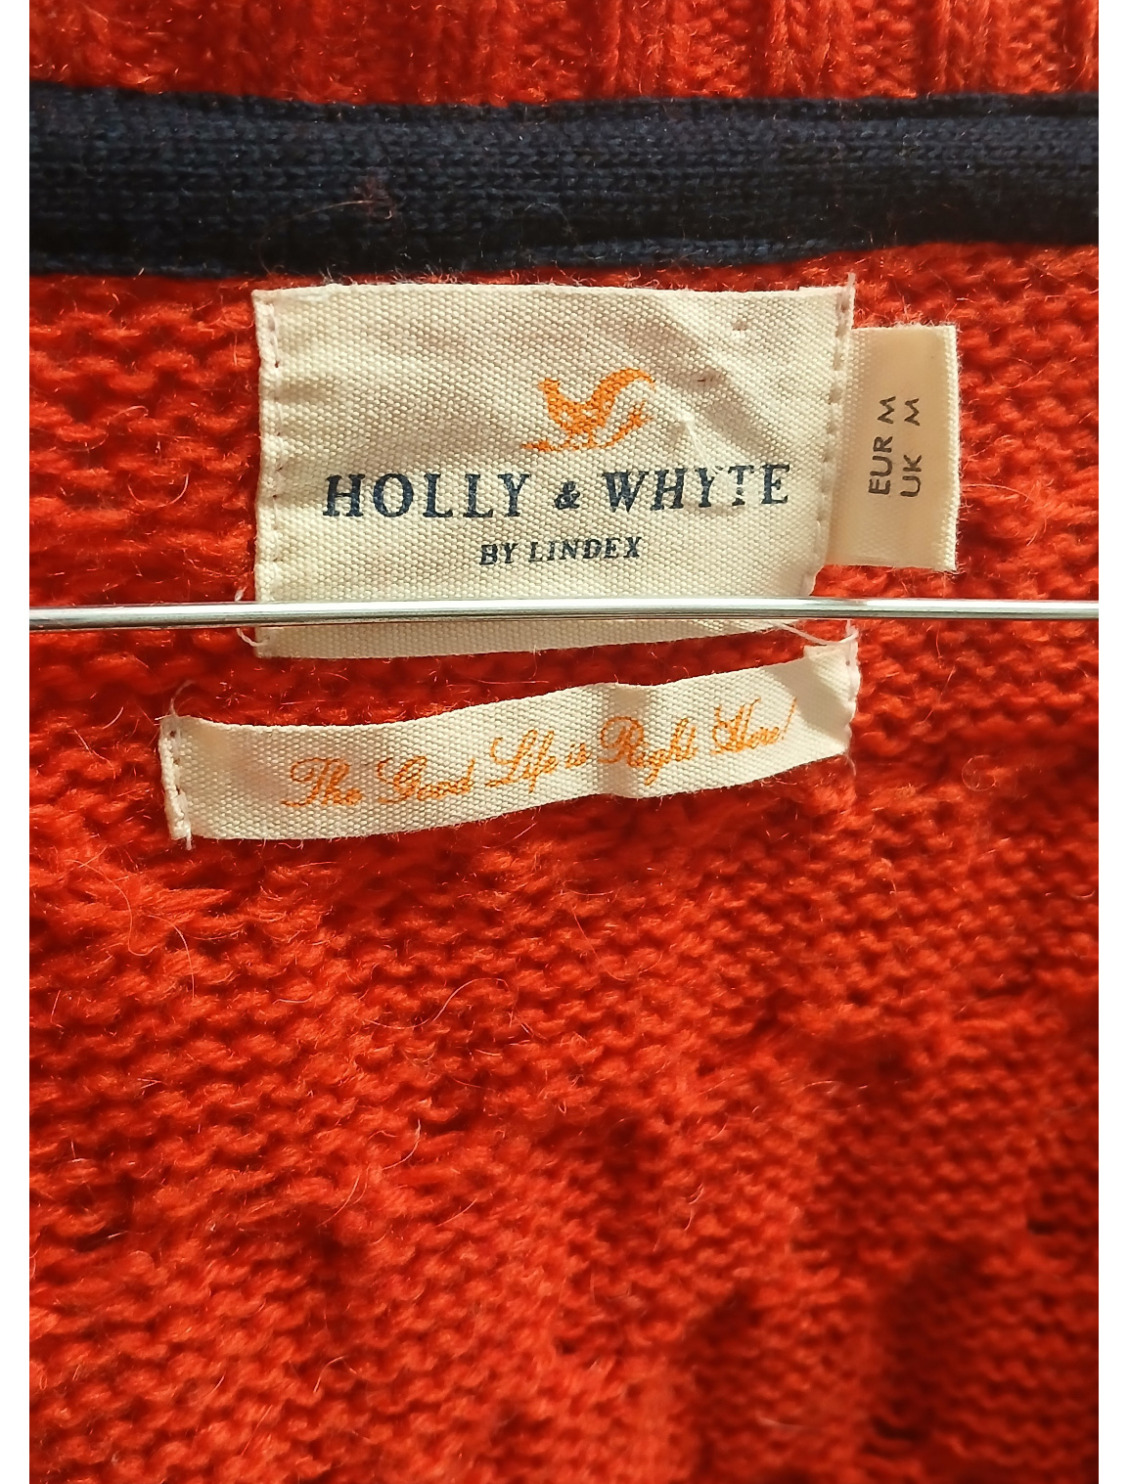 HOLLY & WHYTE
BY LINDEX
EUR M
UK M
The Good Life is Right Here!